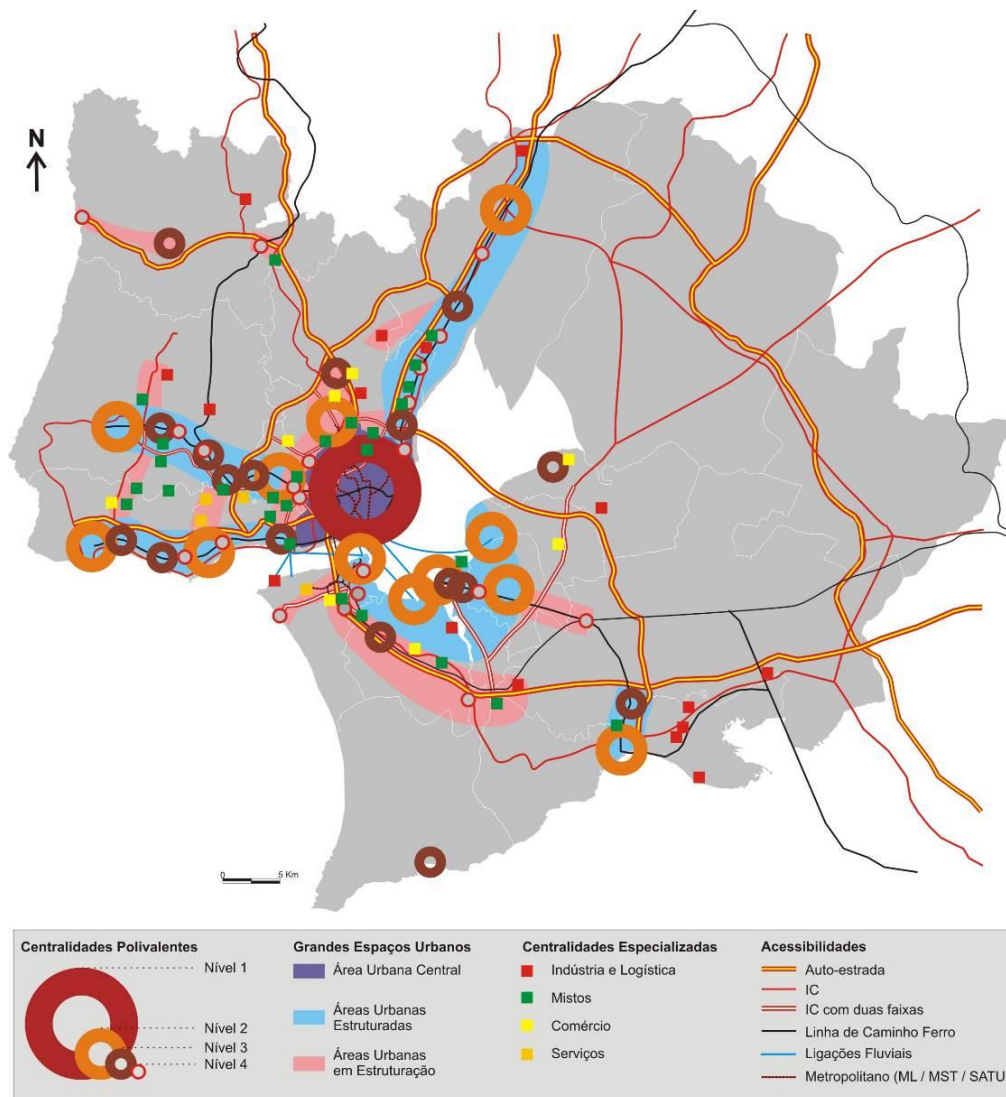 N
0
5 Km
Centralidades Polivalentes
Nível 1
Nível 2
Nível 3
Nível 4
Grandes Espaços Urbanos
Área Urbana Central
Áreas Urbanas
Estruturadas
Áreas Urbanas
em Estruturação
Centralidades Especializadas
Indústria e Logística
Mistos
Comércio
Serviços
Acessibilidades
Auto-estrada
IC
IC com duas faixas
Linha de Caminho Ferro
Ligações Fluviais
Metropolitano (ML / MST / SATU